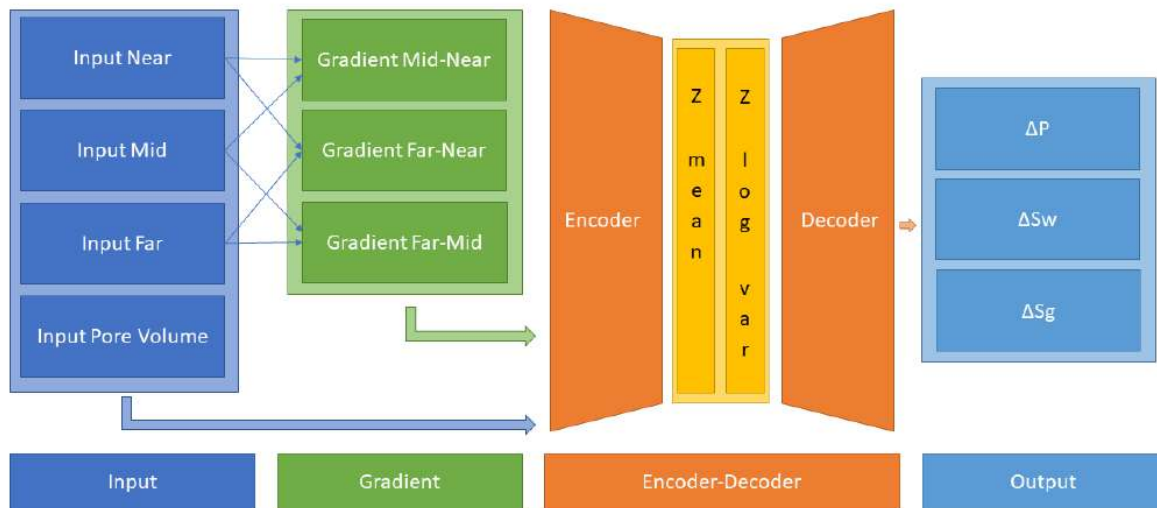 Input Near
Input Mid
Input Far
Input Pore Volume
Gradient Mid-Near
Gradient Far-Near
Gradient Far-Mid
Encoder
Z mean
Z log var
Decoder
ΔP
ΔSw
ΔSg
Input
Gradient
Encoder-Decoder
Output